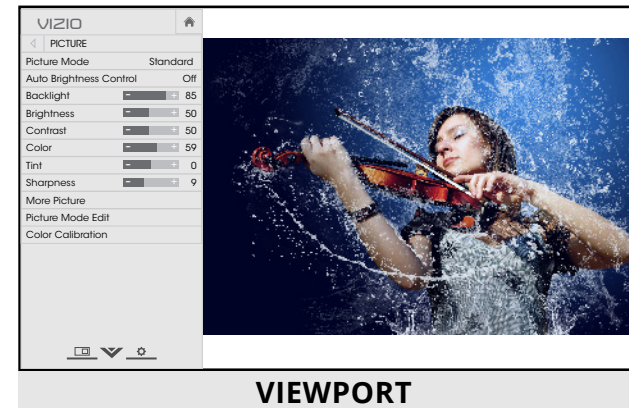 VIZIO
PICTURE
Picture Mode Standard
Auto Brightness Control Off
Backlight - + 85
Brightness - + 50
Contrast - + 50
Color - + 59
Tint - + 0
Sharpness - + 9
More Picture
Picture Mode Edit
Color Calibration
VIEWPORT